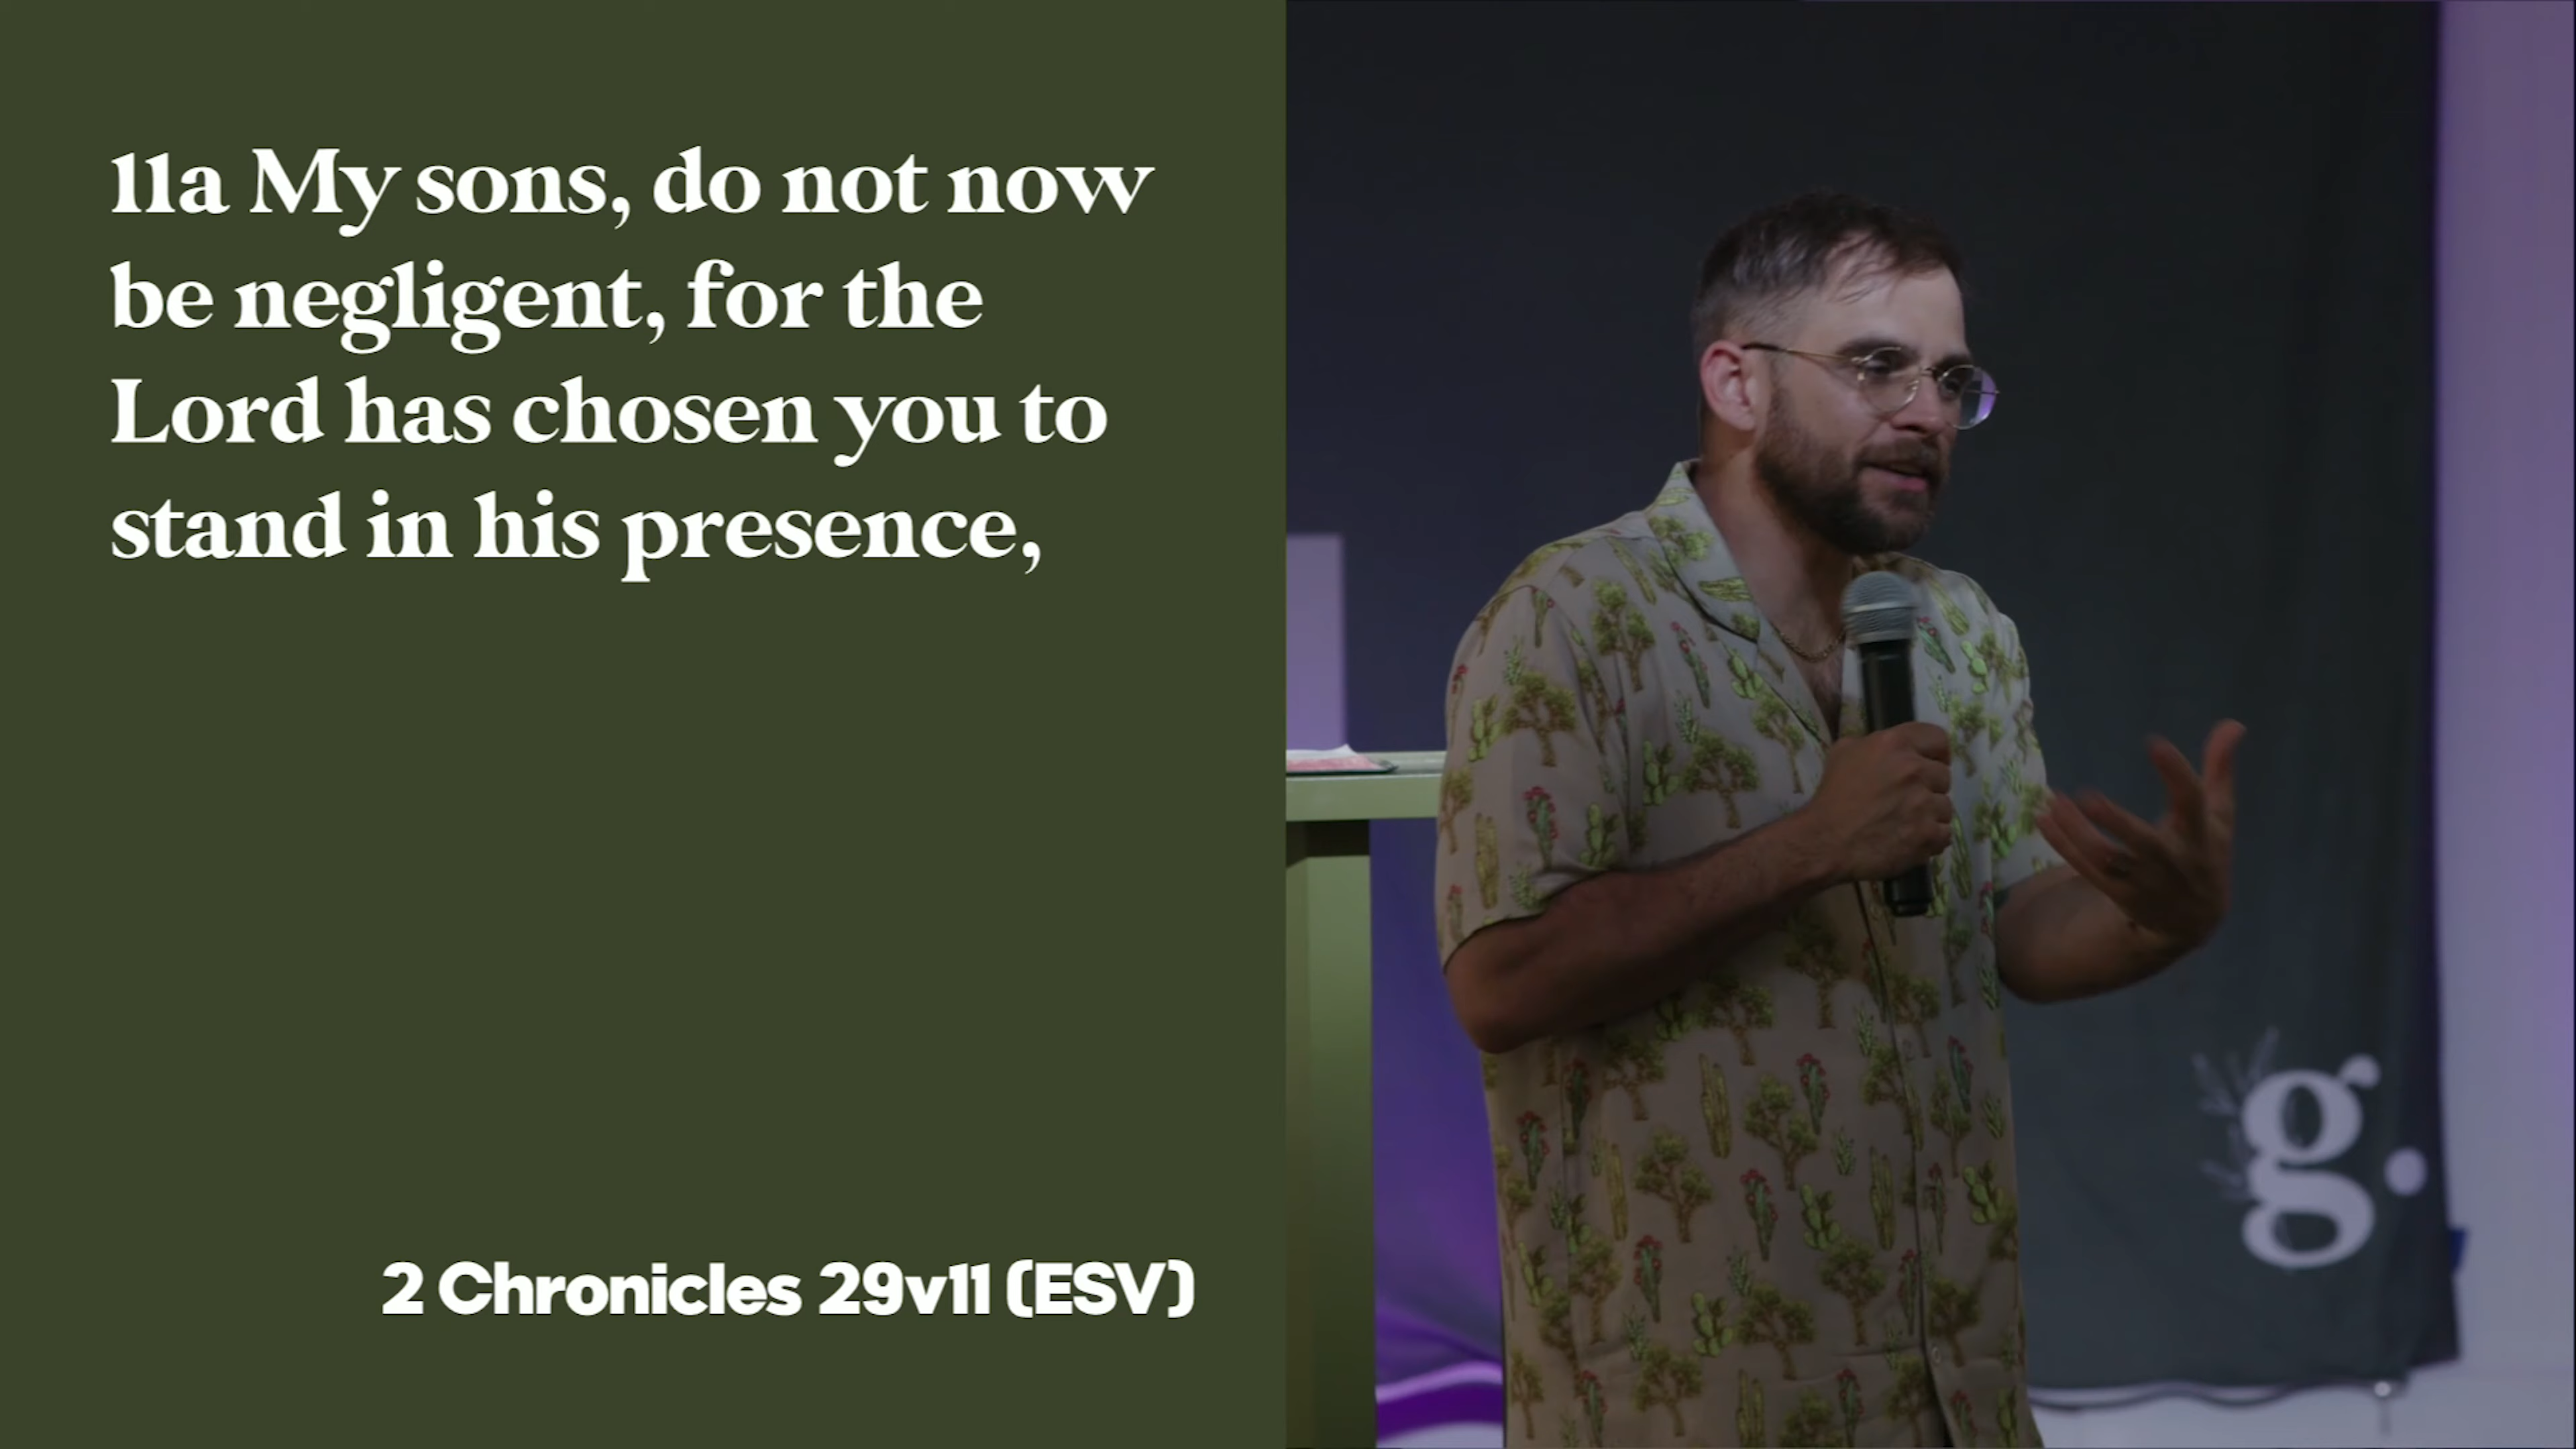 11a My sons, do not now
be negligent, for the
Lord has chosen you to
stand in his presence,
2 Chronicles 29v11 (ESV)
g.